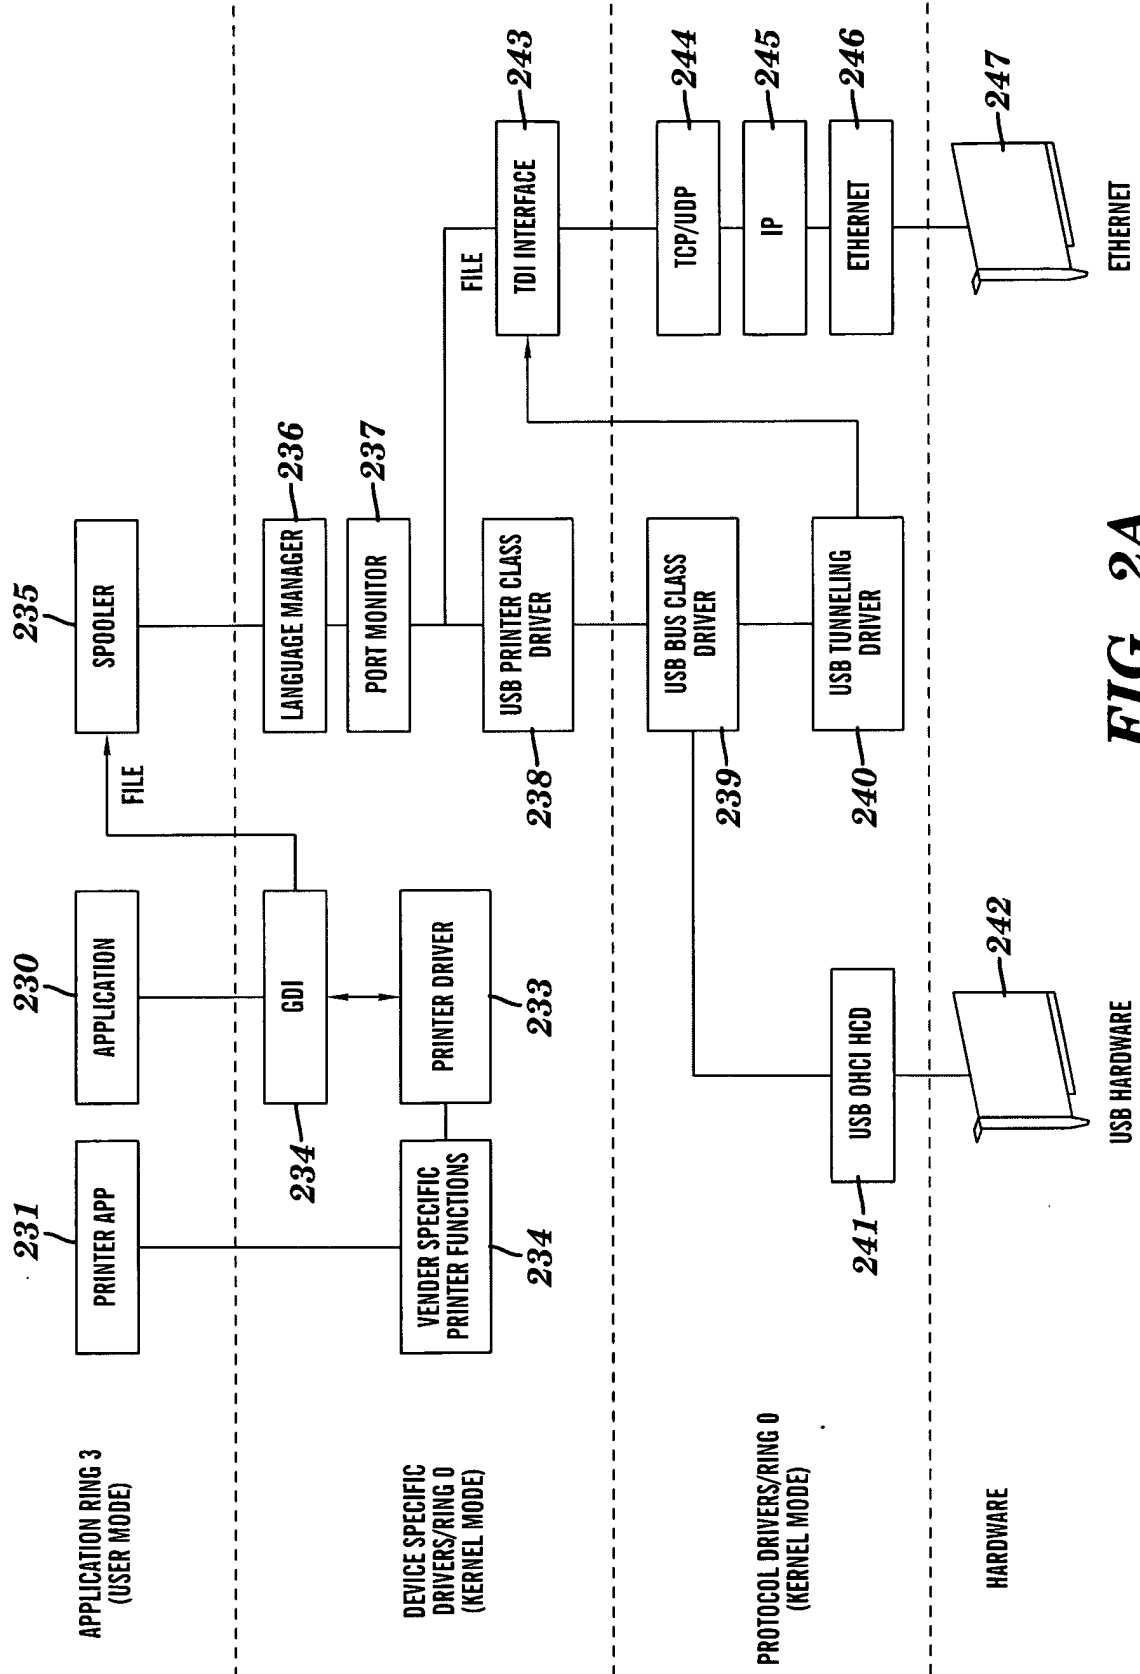 APPLICATION RING 3
(USER MODE)
231
PRINTER APP
230
APPLICATION
FILE
235
SPOOLER
DEVICE SPECIFIC
DRIVERS/RING 0
(KERNEL MODE)
234
GDI
VENDER SPECIFIC
PRINTER FUNCTIONS
234
PRINTER DRIVER
233
LANGUAGE MANAGER
236
PORT MONITOR
237
USB PRINTER CLASS
DRIVER
238
FILE
TDI INTERFACE
243
PROTOCOL DRIVERS/RING 0
(KERNEL MODE)
USB OHCI HCD
241
USB BUS CLASS
DRIVER
239
USB TUNNELING
DRIVER
240
TCP/UDP
244
IP
245
ETHERNET
246
HARDWARE
242
USB HARDWARE
247
ETHERNET
FIG. 2A